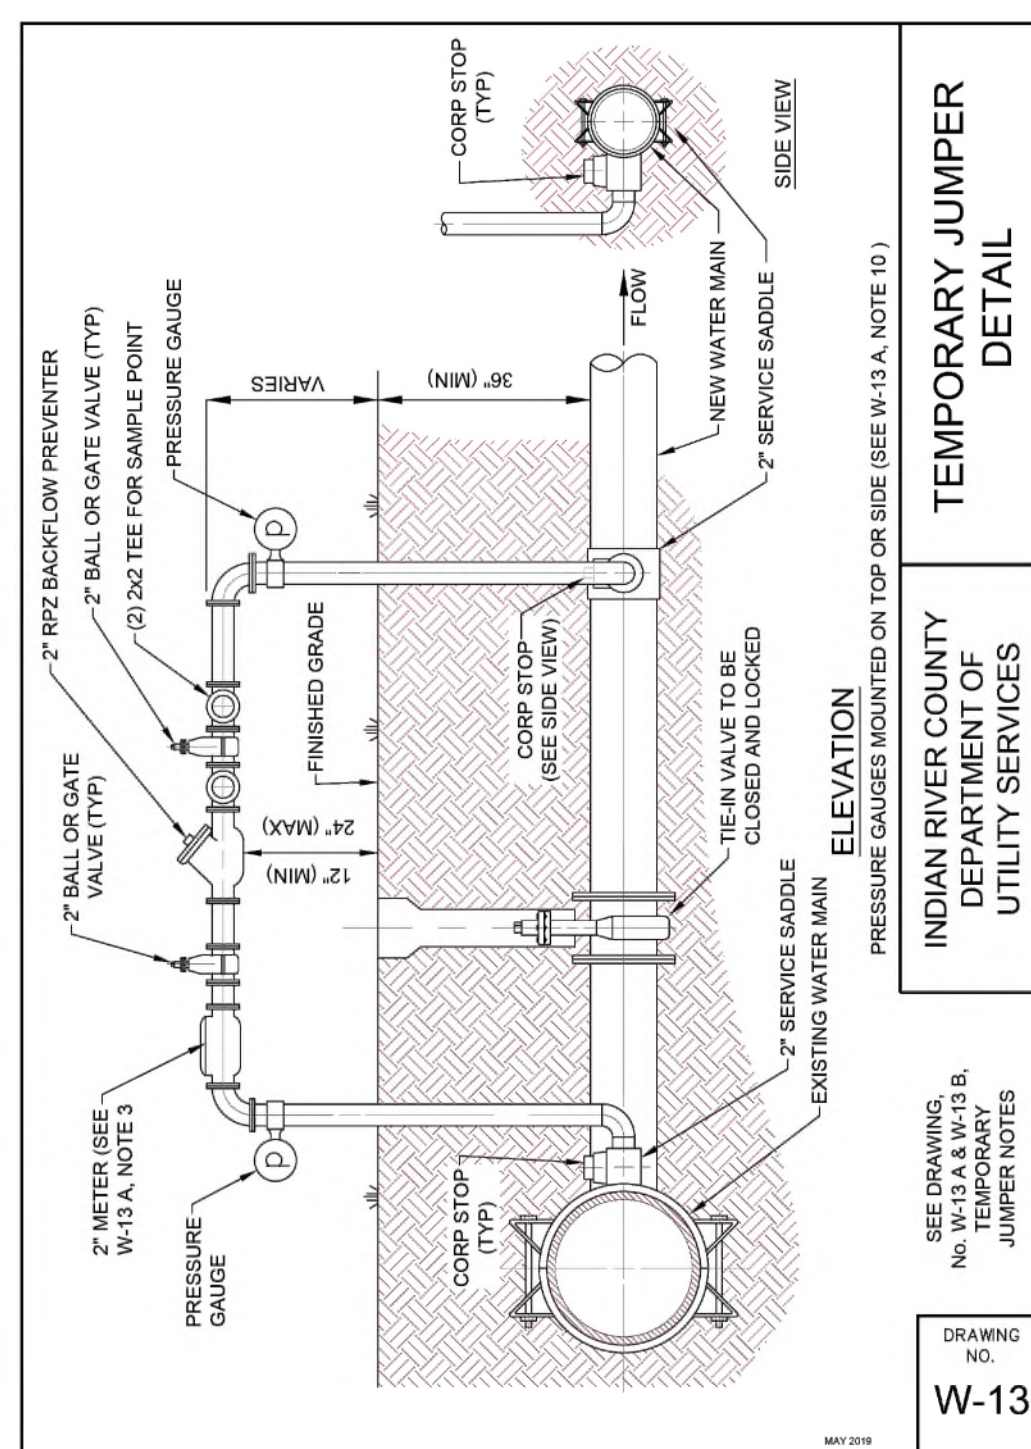 2" RPZ BACKFLOW PREVENTER
2" BALL OR GATE VALVE (TYP)
(2) 2x2 TEE FOR SAMPLE POINT
PRESSURE GAUGE
2" BALL OR GATE
VALVE (TYP)
2" METER (SEE
W-13 A, NOTE 3
PRESSURE
GAUGE
p
p
VARIES
36" (MIN)
12" (MIN)
24" (MAX)
FINISHED GRADE
CORP STOP
(TYP)
CORP STOP
(SEE SIDE VIEW)
CORP STOP
(TYP)
FLOW
SIDE VIEW
NEW WATER MAIN
2" SERVICE SADDLE
TIE-IN VALVE TO BE
CLOSED AND LOCKED
2" SERVICE SADDLE
EXISTING WATER MAIN
ELEVATION
PRESSURE GAUGES MOUNTED ON TOP OR SIDE (SEE W-13 A, NOTE 10 )
MAY 2019
DRAWING
NO.
W-13
SEE DRAWING,
No. W-13 A & W-13 B,
TEMPORARY
JUMPER NOTES
INDIAN RIVER COUNTY
DEPARTMENT OF
UTILITY SERVICES
TEMPORARY JUMPER
DETAIL